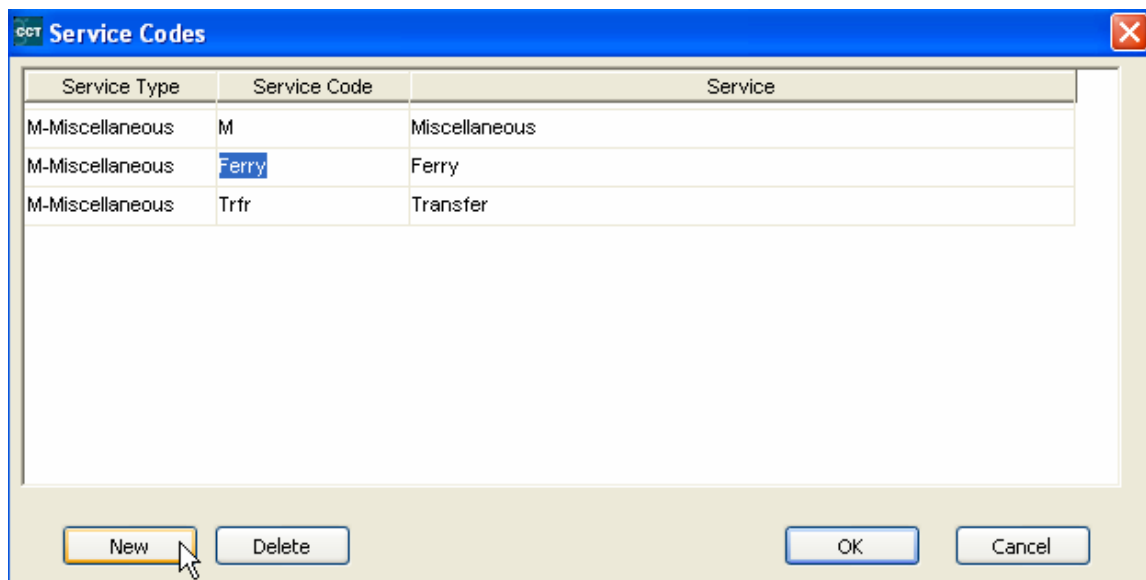 CCT Service Codes
Service Type Service Code Service
M-Miscellaneous M Miscellaneous
M-Miscellaneous Ferry Ferry
M-Miscellaneous Trfr Transfer
New Delete OK Cancel